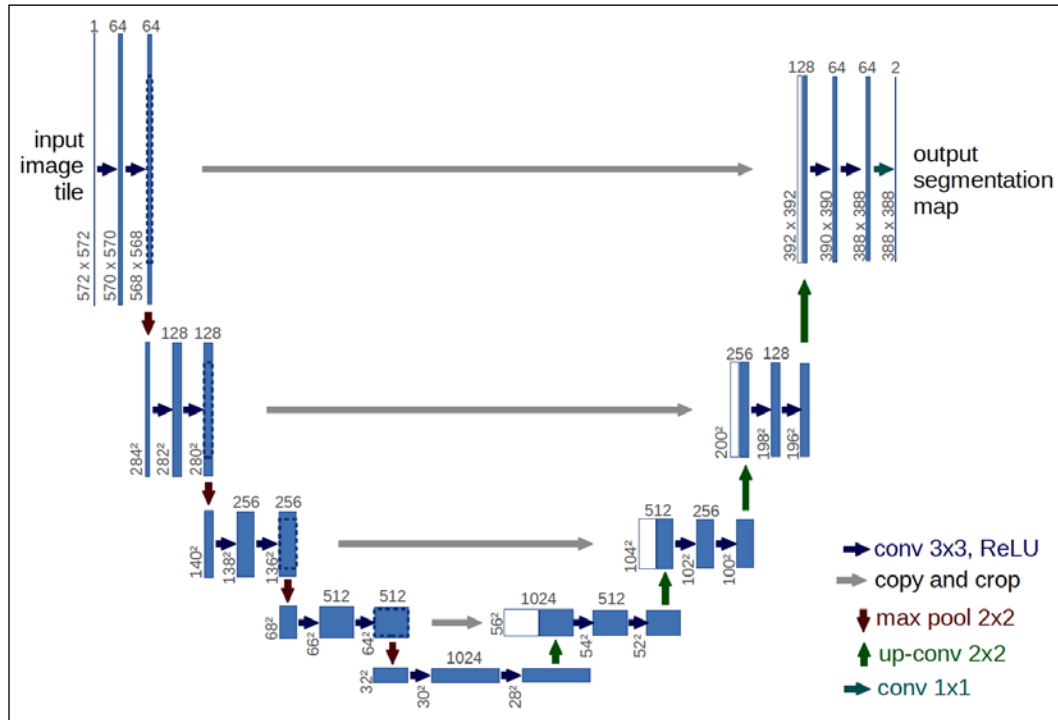 1 64 64
128 64 64 2
input
image
tile
output
segmentation
map
572 x 572
570 x 570
568 x 568
392 x 392
390 x 390
388 x 388
388 x 388
128 128
256 128
284²
282²
280²
200²
198²
196²
256 256
512 256
140²
138²
136²
104²
102²
100²
512 512
1024 512
68²
66²
64²
56²
54²
52²
1024
32²
30²
28²
conv 3x3, ReLU
copy and crop
max pool 2x2
up-conv 2x2
conv 1x1